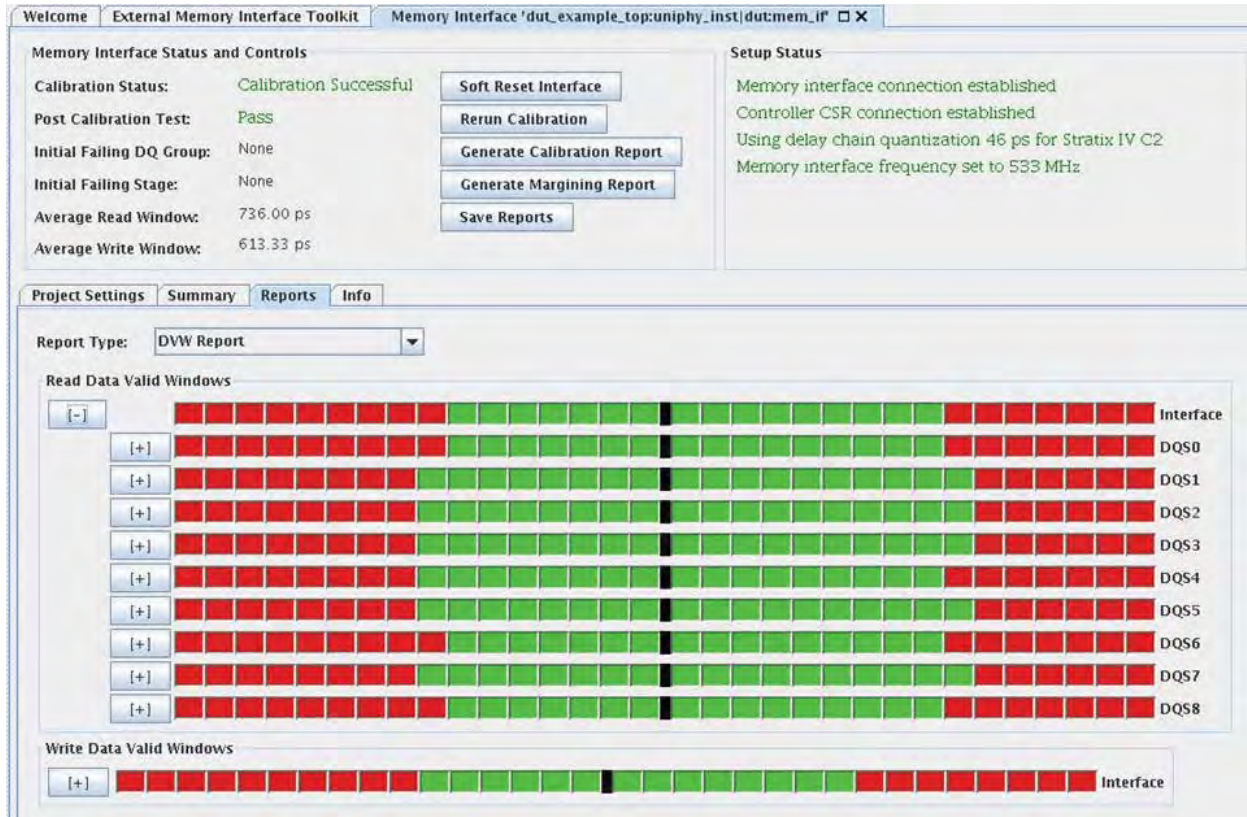 Welcome External Memory Interface Toolkit Memory Interface 'dut_example_top:uniphy_inst|dut:mem_if'
Memory Interface Status and Controls
Calibration Status: Calibration Successful Soft Reset Interface
Post Calibration Test: Pass Rerun Calibration
Initial Failing DQ Group: None Generate Calibration Report
Initial Failing Stage: None Generate Margining Report
Average Read Window: 736.00 ps Save Reports
Average Write Window: 613.33 ps
Setup Status
Memory interface connection established
Controller CSR connection established
Using delay chain quantization 46 ps for Stratix IV C2
Memory interface frequency set to 533 MHz
Project Settings Summary Reports Info
Report Type: DVW Report
Read Data Valid Windows
[-] Interface
[+] DQS0
[+] DQS1
[+] DQS2
[+] DQS3
[+] DQS4
[+] DQS5
[+] DQS6
[+] DQS7
[+] DQS8
Write Data Valid Windows
[+] Interface